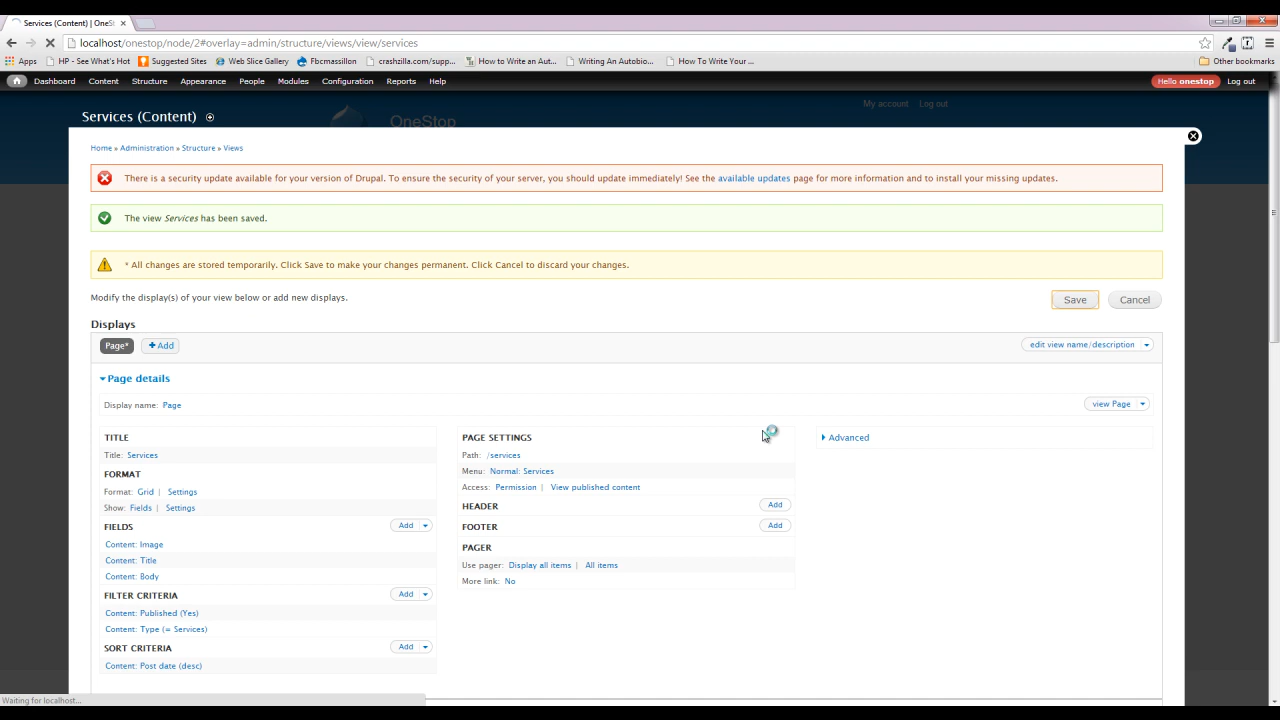 Services (Content) | OneSt
localhost/onestop/node/2#overlay=admin/structure/views/view/services
Apps HP - See What's Hot Suggested Sites Web Slice Gallery Fbcmassillon crashzilla.com/supp... How to Write an Aut... Writing An Autobio... How To Write Your ... Other bookmarks
Dashboard Content Structure Appearance People Modules Configuration Reports Help Hello onestop Log out
My account Log out
OneStop
Services (Content)
Home » Administration » Structure » Views
There is a security update available for your version of Drupal. To ensure the security of your server, you should update immediately! See the available updates page for more information and to install your missing updates.
The view Services has been saved.
* All changes are stored temporarily. Click Save to make your changes permanent. Click Cancel to discard your changes.
Modify the display(s) of your view below or add new displays.
Save Cancel
Displays
Page* Add edit view name/description
Page details
Display name: Page view Page
TITLE
Title: Services
FORMAT
Format: Grid | Settings
Show: Fields | Settings
FIELDS Add
Content: Image
Content: Title
Content: Body
FILTER CRITERIA Add
Content: Published (Yes)
Content: Type (= Services)
SORT CRITERIA Add
Content: Post date (desc)
PAGE SETTINGS
Path: /services
Menu: Normal: Services
Access: Permission | View published content
HEADER Add
FOOTER Add
PAGER
Use pager: Display all items | All items
More link: No
Advanced
Waiting for localhost...